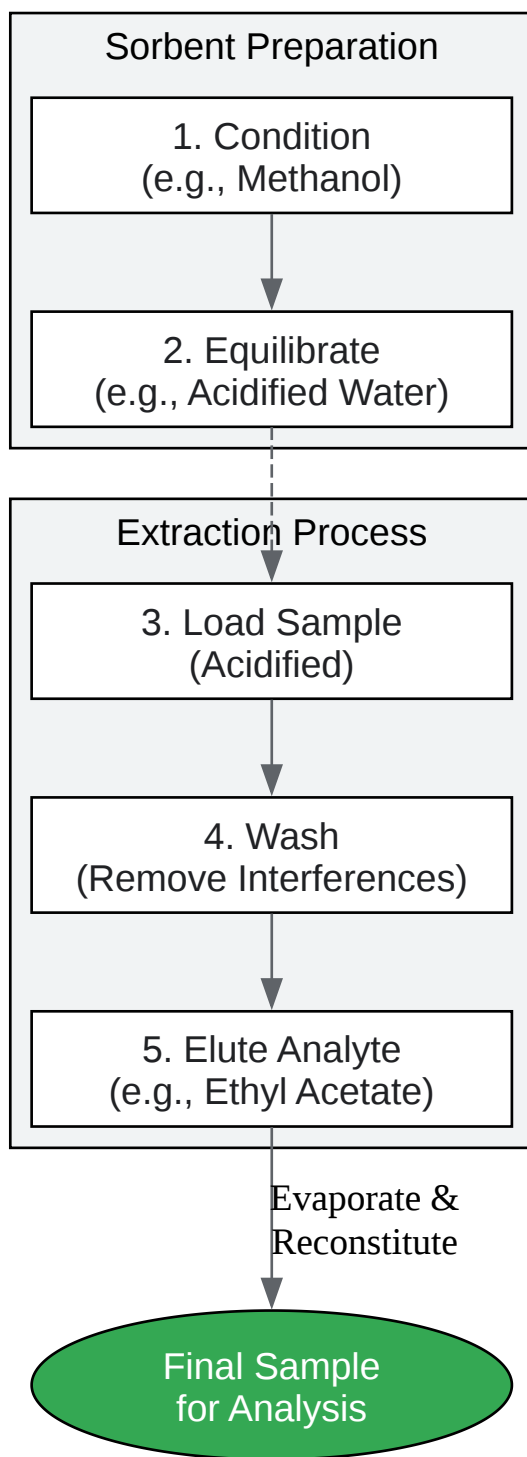 Sorbent Preparation
1. Condition
(e.g., Methanol)
2. Equilibrate
(e.g., Acidified Water)
Extraction Process
3. Load Sample
(Acidified)
4. Wash
(Remove Interferences)
5. Elute Analyte
(e.g., Ethyl Acetate)
Evaporate &
Reconstitute
Final Sample
for Analysis